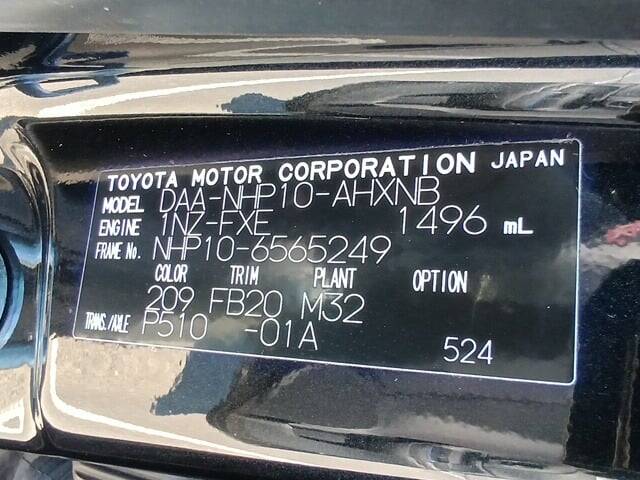 TOYOTA MOTOR CORPORATION JAPAN
MODEL DAA-NHP10-AHXNB
ENGINE 1NZ-FXE 1496 mL
FRAME No. NHP10-6565249
COLOR TRIM PLANT OPTION
209 FB20 M32
TRANS./AXLE P510 -01A
524